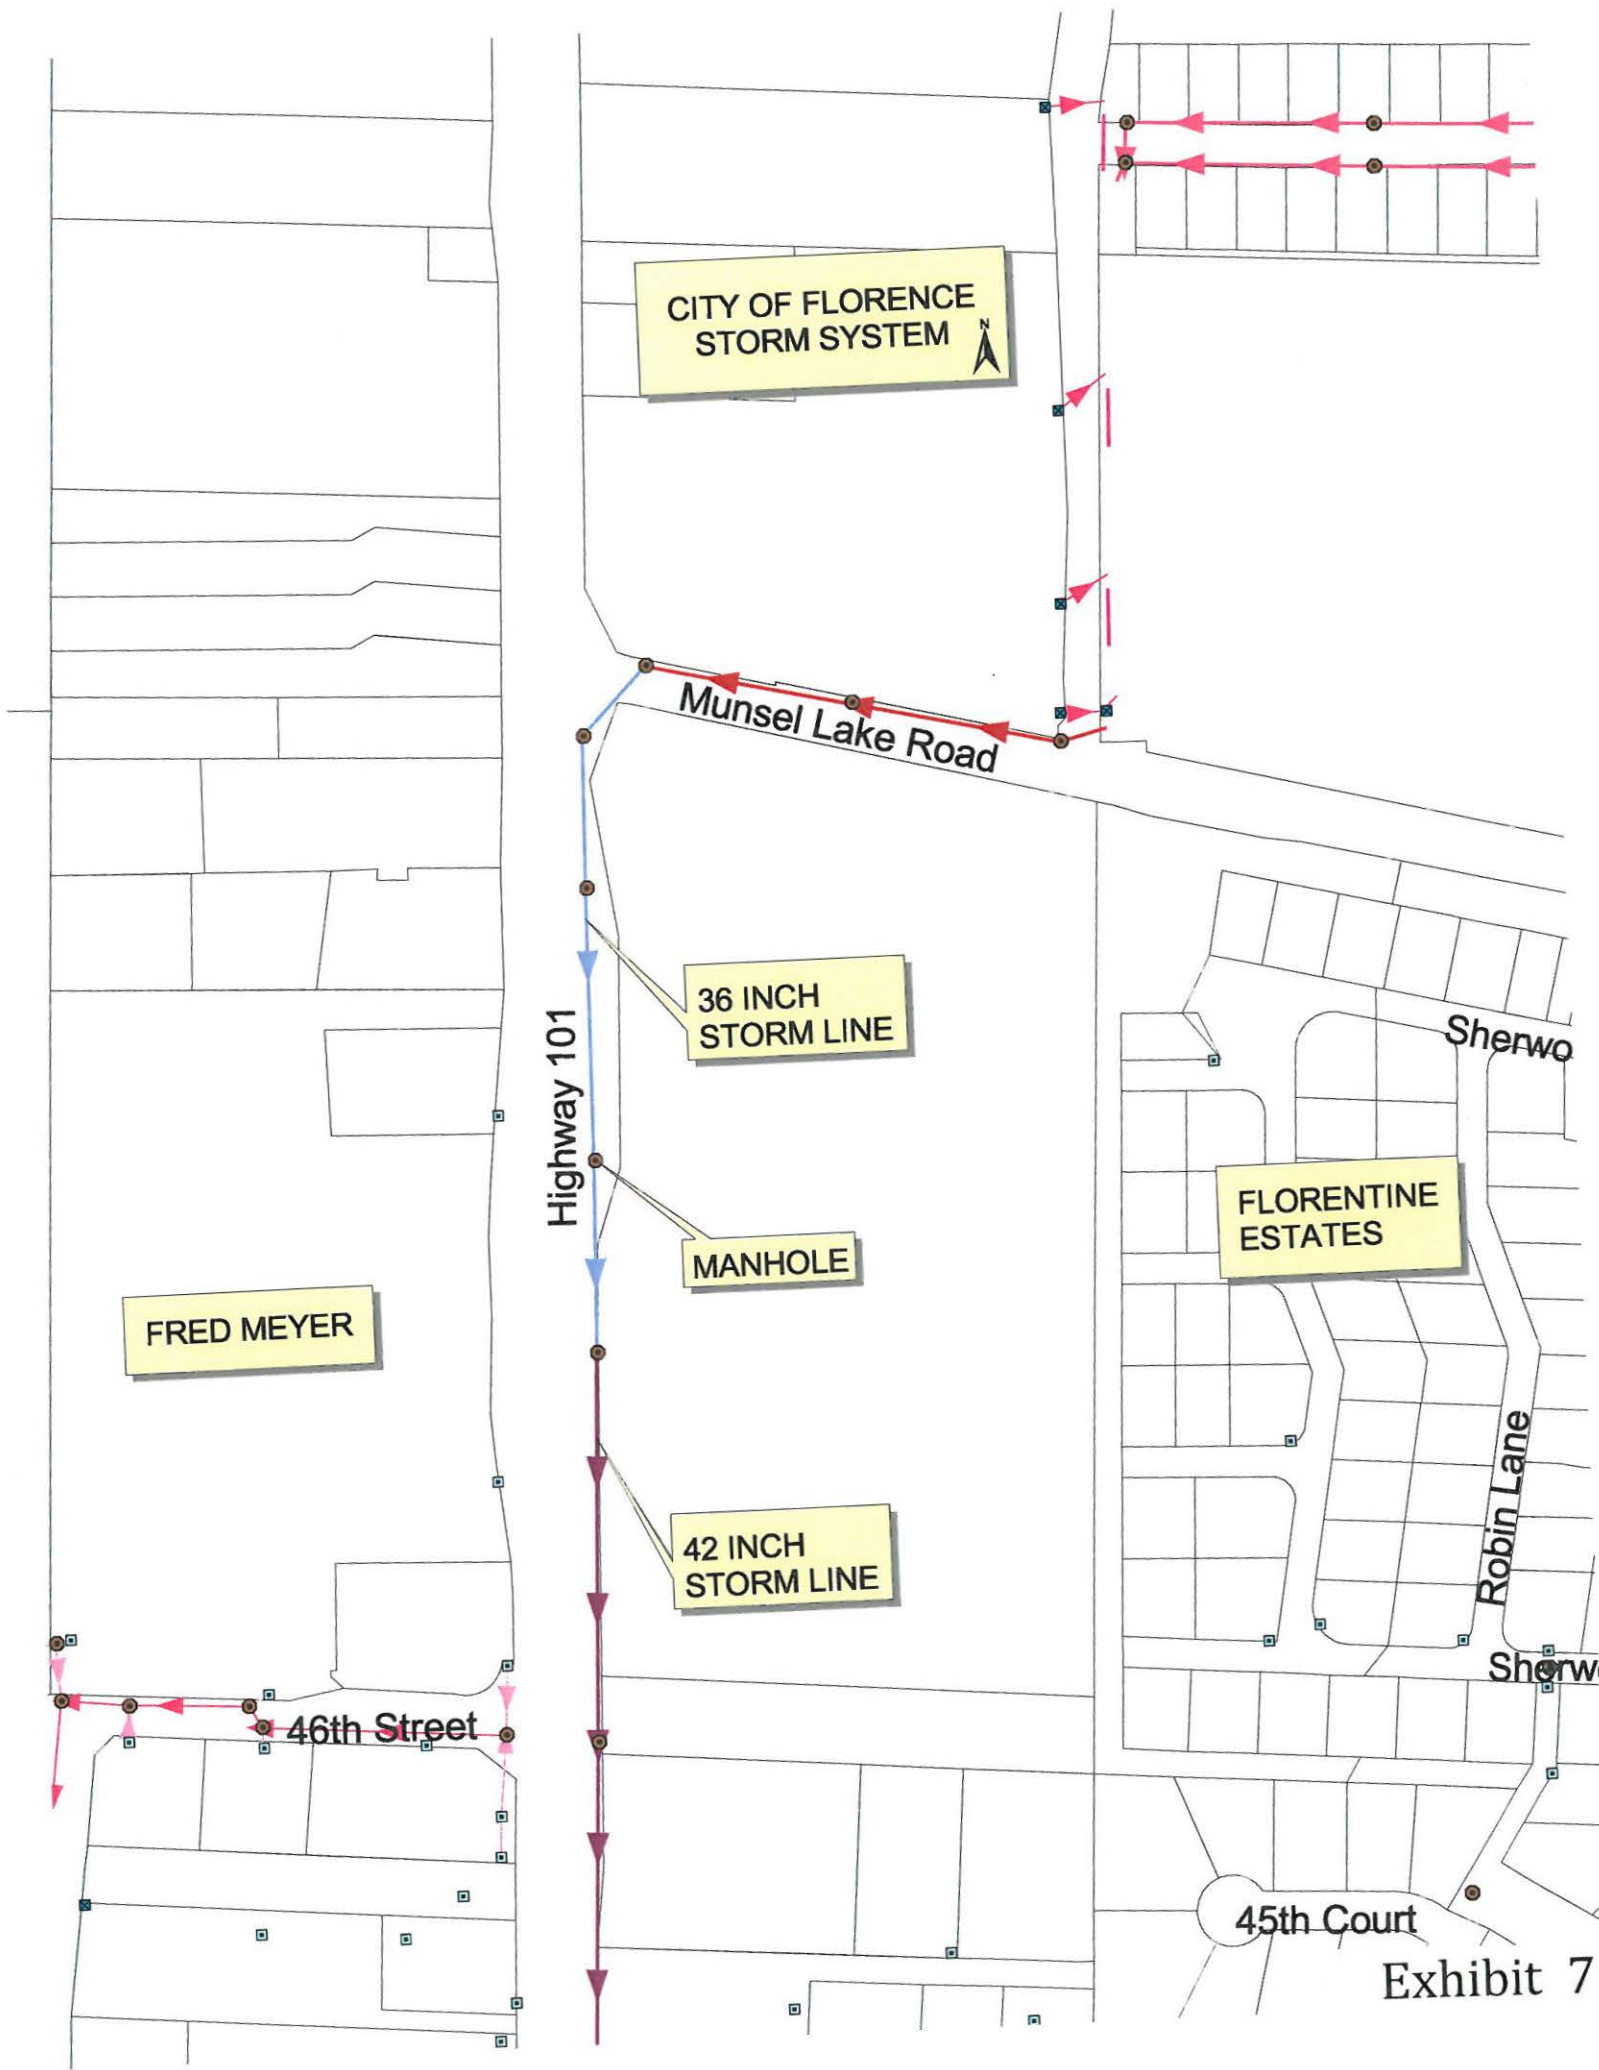 CITY OF FLORENCE
STORM SYSTEM
N
Munsel Lake Road
36 INCH
STORM LINE
Highway 101
Sherwo
MANHOLE
FLORENTINE
ESTATES
FRED MEYER
42 INCH
STORM LINE
Robin Lane
Sherw
46th Street
45th Court
Exhibit 7